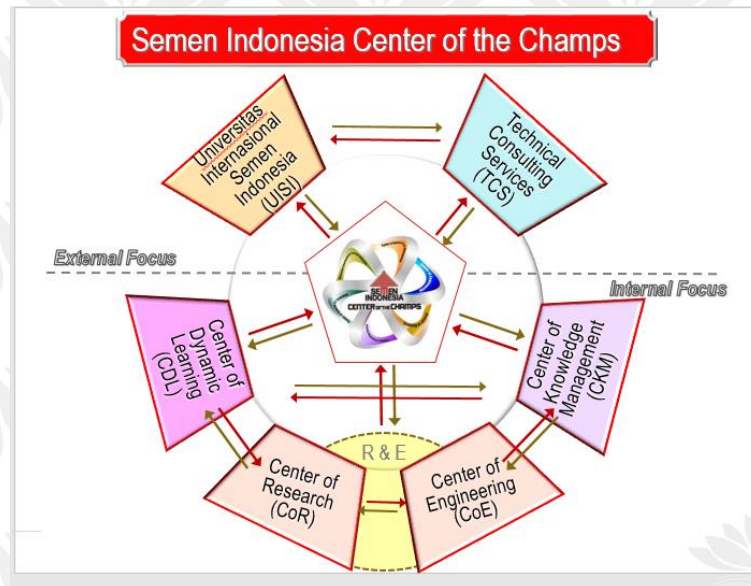 Semen Indonesia Center of the Champs
Universitas
Internasional
Semen
Indonesia
(UISI)
Technical
Consulting
Services
(TCS)
External Focus
Internal Focus
SEMEN
INDONESIA
CENTER OF THE CHAMPS
Center of
Dynamic
Learning
(CDL)
Center of
Knowledge
Management
(CKM)
R & E
Center of
Research
(CoR)
Center of
Engineering
(CoE)